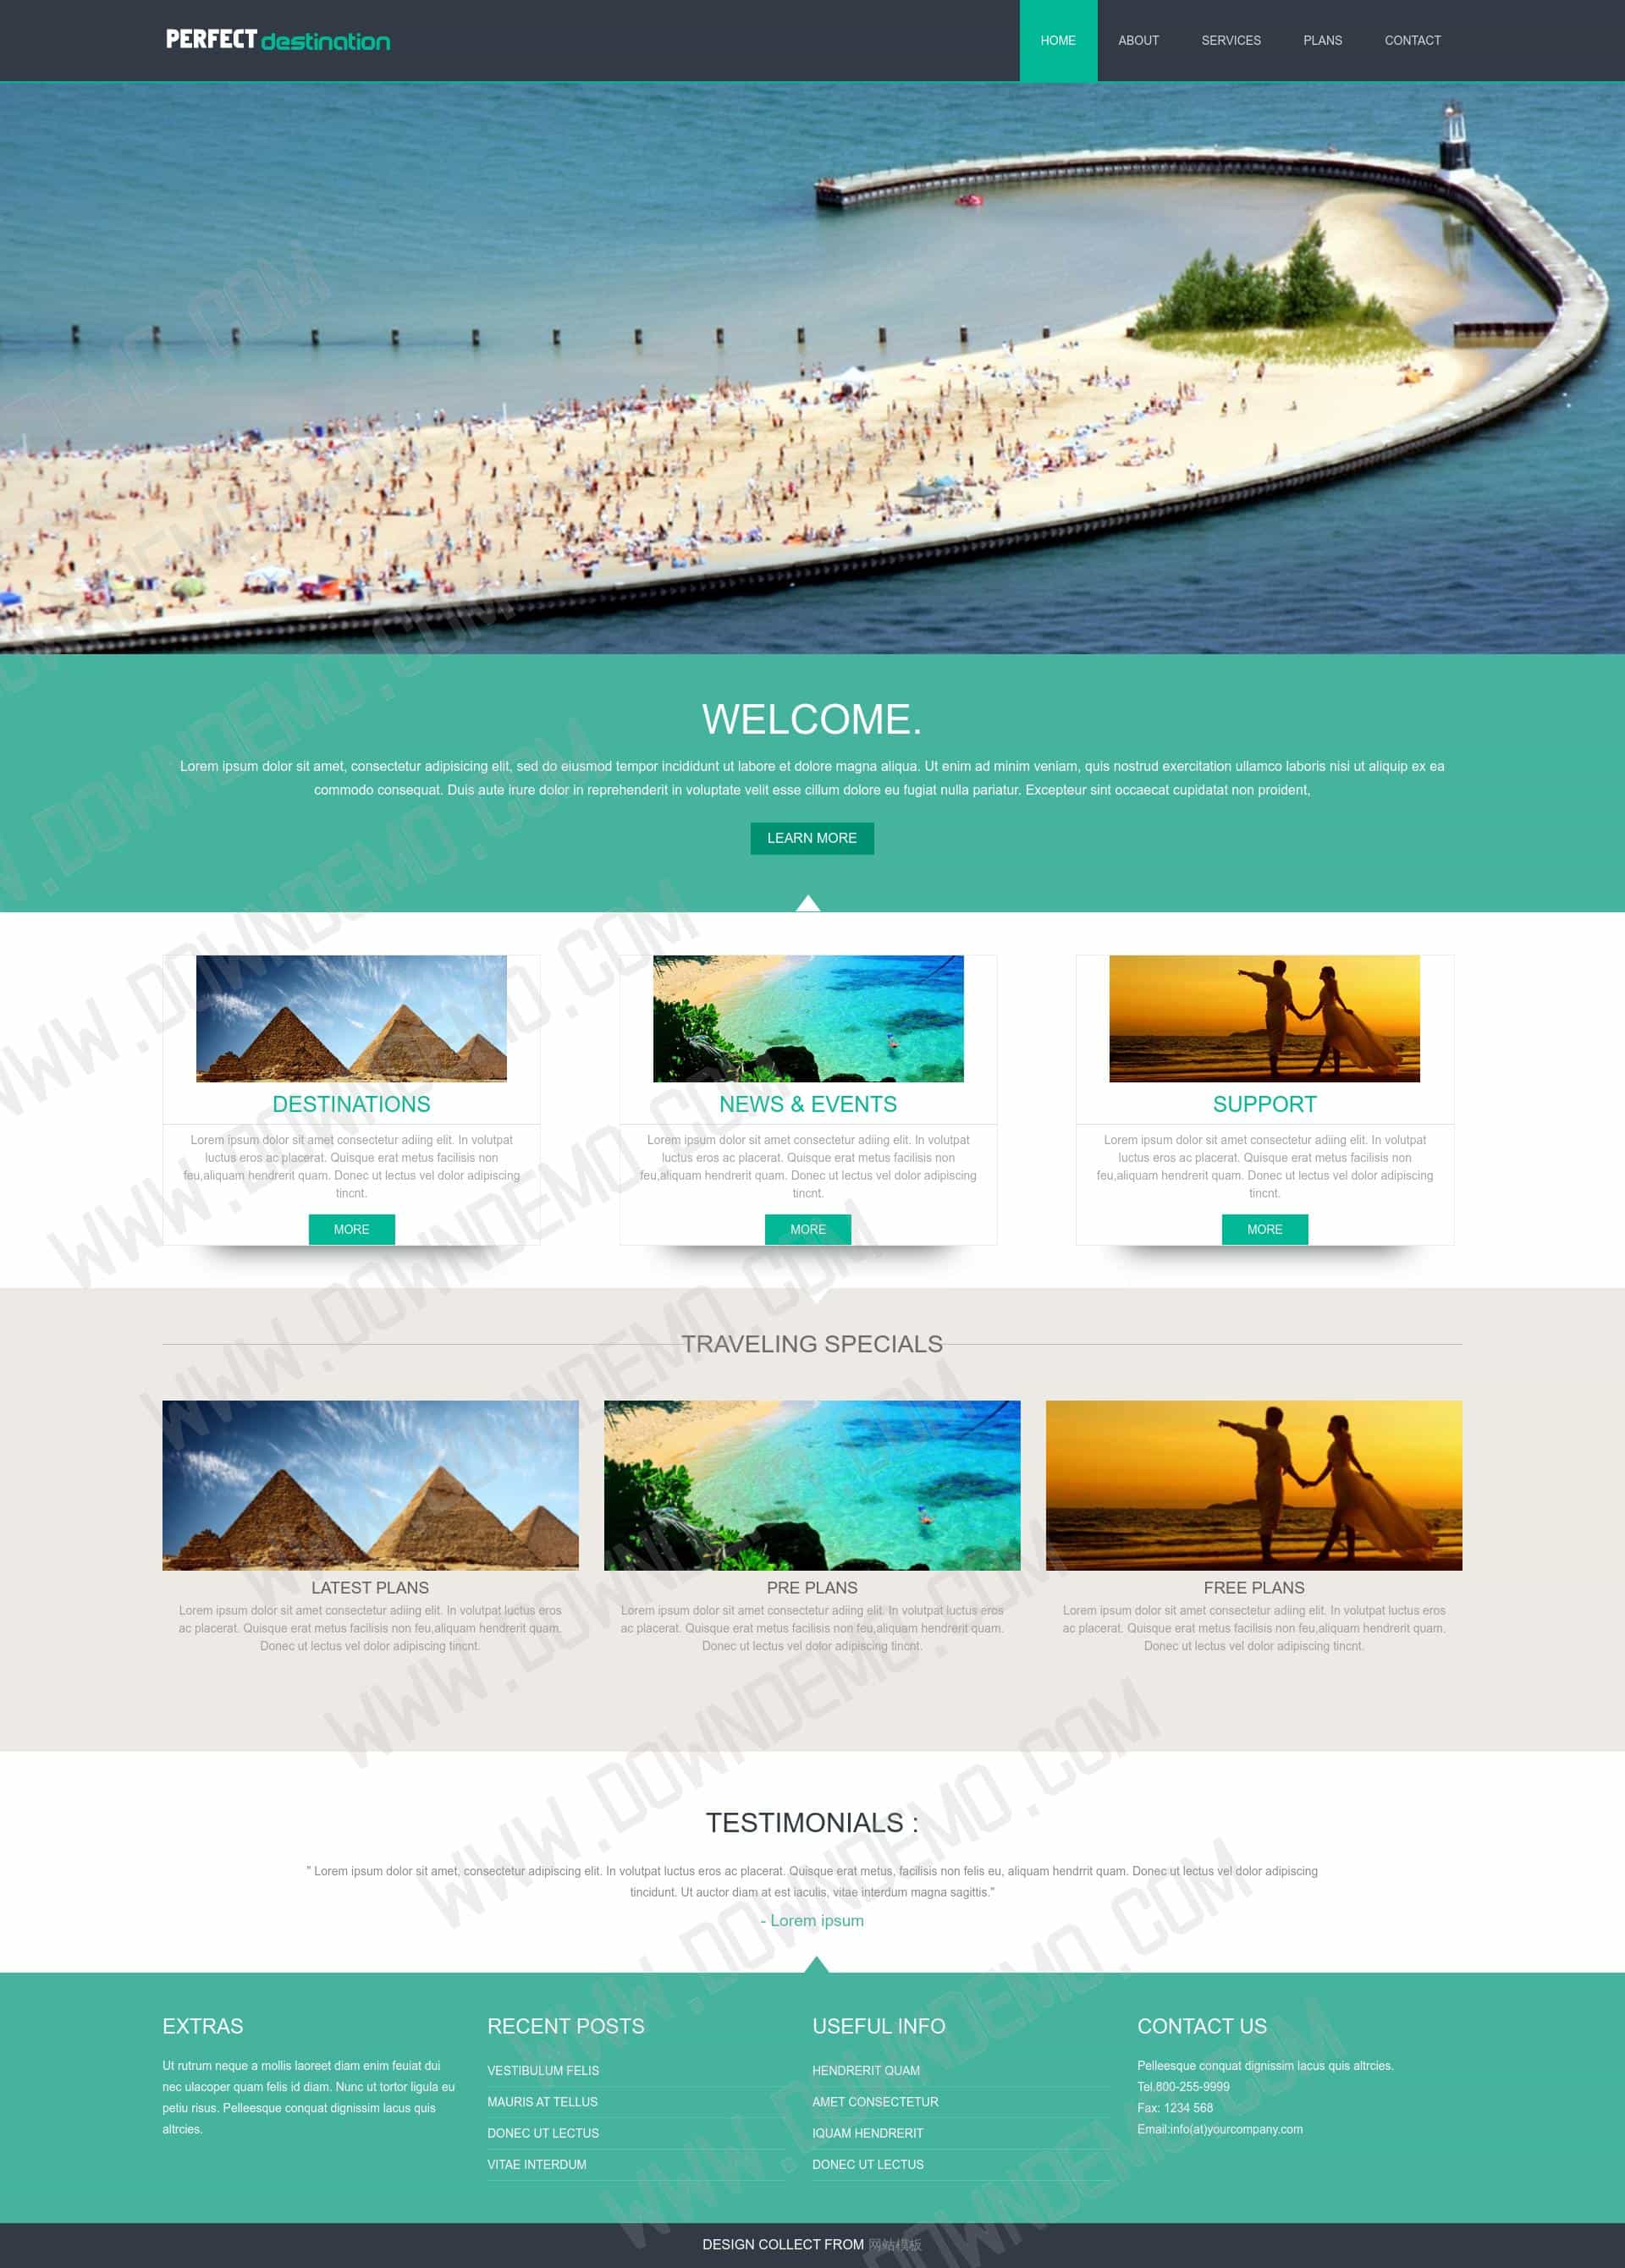 PERFECT destination
HOME ABOUT SERVICES PLANS CONTACT
WELCOME.
Lorem ipsum dolor sit amet, consectetur adipisicing elit, sed do eiusmod tempor incididunt ut labore et dolore magna aliqua. Ut enim ad minim veniam, quis nostrud exercitation ullamco laboris nisi ut aliquip ex ea
commodo consequat. Duis aute irure dolor in reprehenderit in voluptate velit esse cillum dolore eu fugiat nulla pariatur. Excepteur sint occaecat cupidatat non proident,
LEARN MORE
DESTINATIONS
Lorem ipsum dolor sit amet consectetur adiing elit. In volutpat
luctus eros ac placerat. Quisque erat metus facilisis non
feu,aliquam hendrerit quam. Donec ut lectus vel dolor adipiscing
tincnt.
MORE
NEWS & EVENTS
Lorem ipsum dolor sit amet consectetur adiing elit. In volutpat
luctus eros ac placerat. Quisque erat metus facilisis non
feu,aliquam hendrerit quam. Donec ut lectus vel dolor adipiscing
tincnt.
MORE
SUPPORT
Lorem ipsum dolor sit amet consectetur adiing elit. In volutpat
luctus eros ac placerat. Quisque erat metus facilisis non
feu,aliquam hendrerit quam. Donec ut lectus vel dolor adipiscing
tincnt.
MORE
TRAVELING SPECIALS
LATEST PLANS
Lorem ipsum dolor sit amet consectetur adiing elit. In volutpat luctus eros
ac placerat. Quisque erat metus facilisis non feu,aliquam hendrerit quam.
Donec ut lectus vel dolor adipiscing tincnt.
PRE PLANS
Lorem ipsum dolor sit amet consectetur adiing elit. In volutpat luctus eros
ac placerat. Quisque erat metus facilisis non feu,aliquam hendrerit quam.
Donec ut lectus vel dolor adipiscing tincnt.
FREE PLANS
Lorem ipsum dolor sit amet consectetur adiing elit. In volutpat luctus eros
ac placerat. Quisque erat metus facilisis non feu,aliquam hendrerit quam.
Donec ut lectus vel dolor adipiscing tincnt.
TESTIMONIALS :
" Lorem ipsum dolor sit amet, consectetur adipiscing elit. In volutpat luctus eros ac placerat. Quisque erat metus, facilisis non felis eu, aliquam hendrrit quam. Donec ut lectus vel dolor adipiscing
tincidunt. Ut auctor diam at est iaculis, vitae interdum magna sagittis."
- Lorem ipsum
EXTRAS
Ut rutrum neque a mollis laoreet diam enim feuiat dui
nec ulacoper quam felis id diam. Nunc ut tortor ligula eu
petiu risus. Pelleesque conquat dignissim lacus quis
altrcies.
RECENT POSTS
VESTIBULUM FELIS
MAURIS AT TELLUS
DONEC UT LECTUS
VITAE INTERDUM
USEFUL INFO
HENDRERIT QUAM
AMET CONSECTETUR
IQUAM HENDRERIT
DONEC UT LECTUS
CONTACT US
Pelleesque conquat dignissim lacus quis altrcies.
Tel.800-255-9999
Fax: 1234 568
Email:info(at)yourcompany.com
DESIGN COLLECT FROM 网站模板
WWW.DOWNDEMO.COM